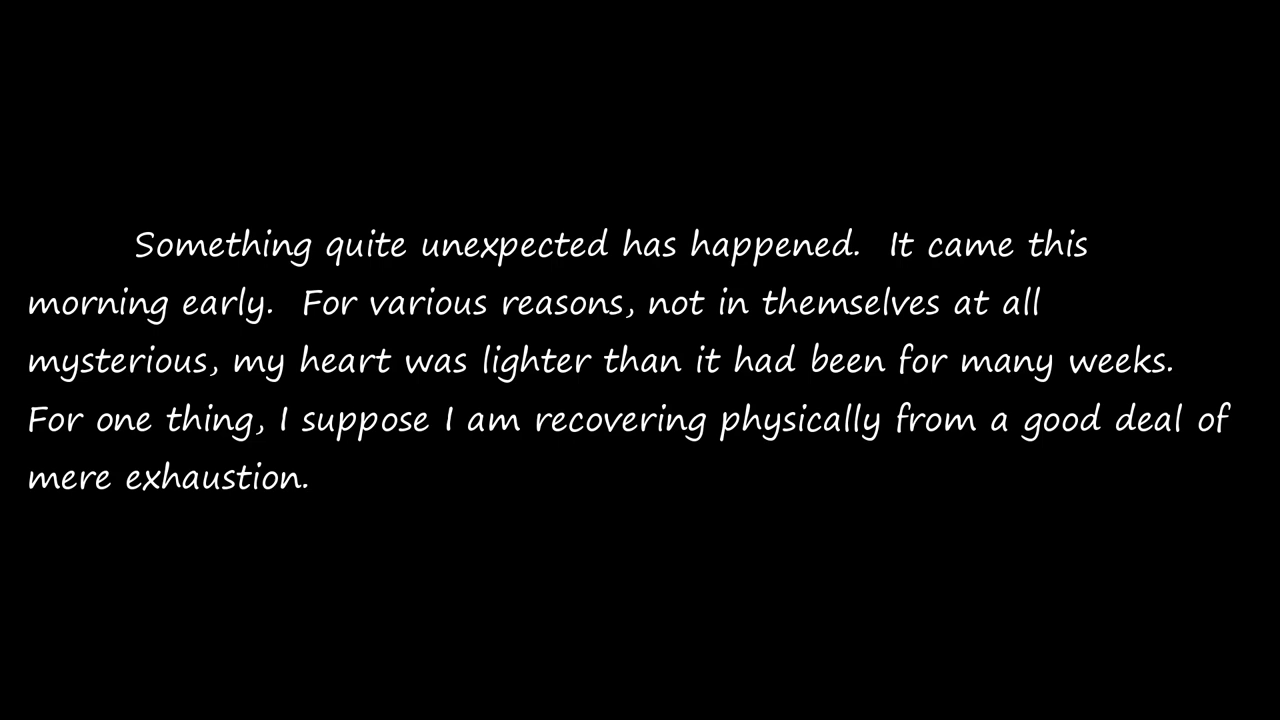 Something quite unexpected has happened.  It came this
morning early.  For various reasons, not in themselves at all
mysterious, my heart was lighter than it had been for many weeks.
For one thing, I suppose I am recovering physically from a good deal of
mere exhaustion.